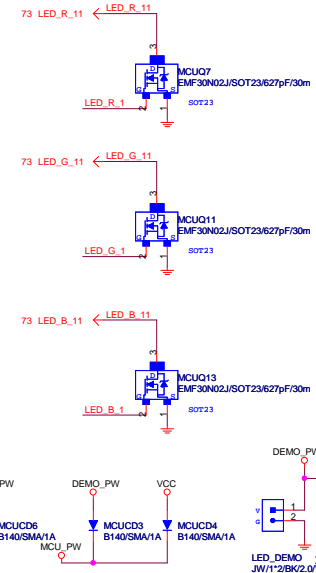 LED_R_11
73 LED_R_11
3
D
MCUQ7
EMF30N02J/SOT23/627pF/30m
G
S
LED_R_1
2
1
SOT23
LED_G_11
73 LED_G_11
3
D
MCUQ11
EMF30N02J/SOT23/627pF/30m
G
S
LED_G_1
2
1
SOT23
LED_B_11
73 LED_B_11
3
D
MCUQ13
EMF30N02J/SOT23/627pF/30m
G
S
LED_B_1
2
1
SOT23
DEMO_PW
PW
DEMO_PW
VCC
V
1
G
2
MCUCD6
MCUCD3
MCUCD4
B140/SMA/1A
B140/SMA/1A
B140/SMA/1A
MCU_PW
LED_DEMO
JW/1*2/BK/2.0/